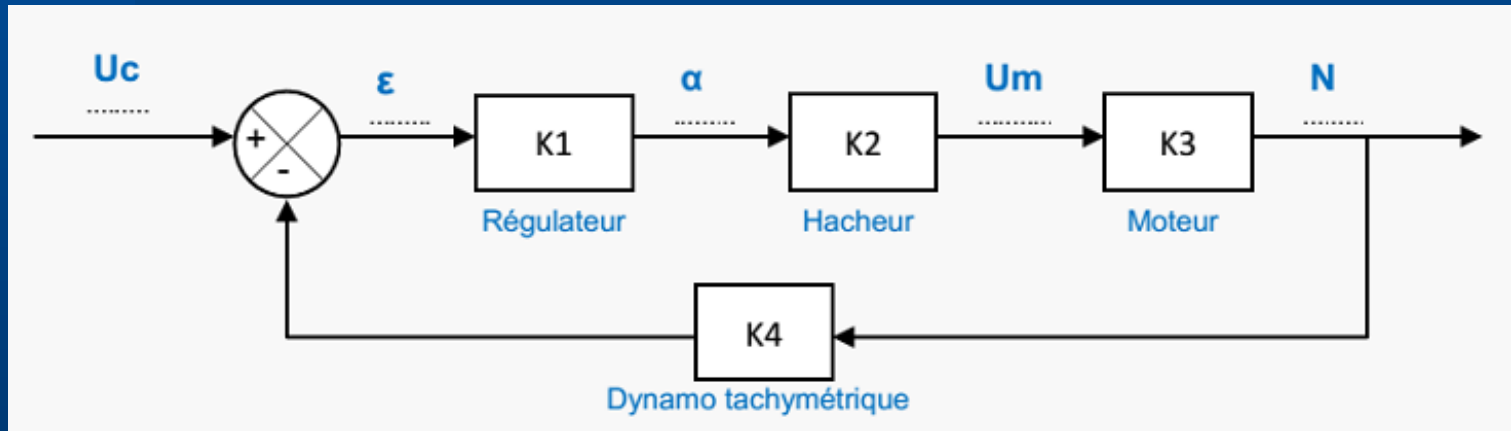 Uc
ε
α
Um
N
+
-
K1
K2
K3
Régulateur
Hacheur
Moteur
K4
Dynamo tachymétrique